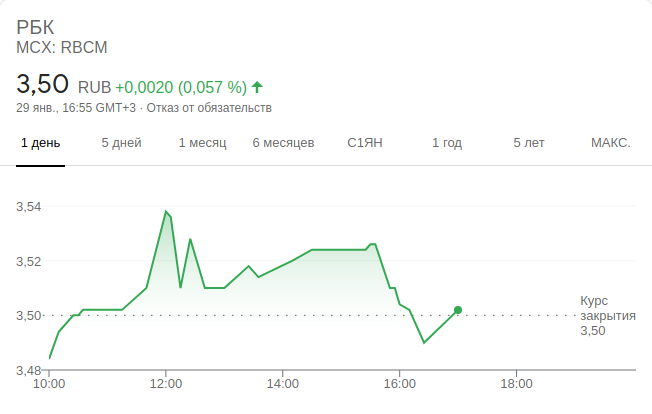 РБК
MCX: RBCM
3,50 RUB +0,0020 (0,057 %)
29 янв., 16:55 GMT+3 · Отказ от обязательств
1 день 5 дней 1 месяц 6 месяцев С1ЯН 1 год 5 лет МАКС.
3,54
3,52
Курс
закрытия
3,50
3,50
3,48
10:00 12:00 14:00 16:00 18:00